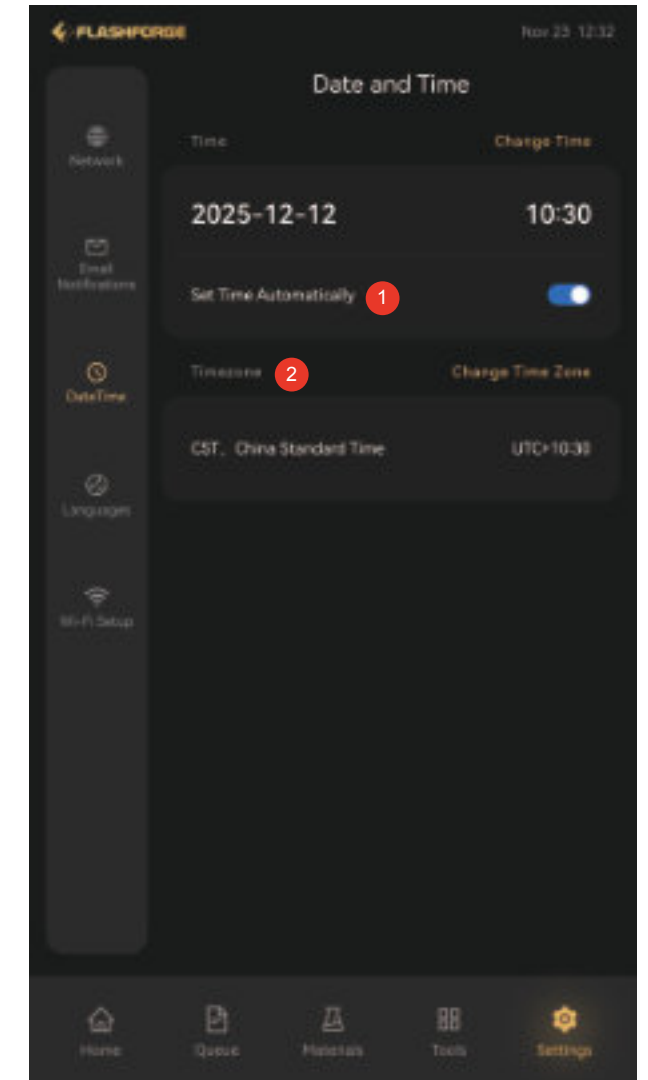 FLASHFORGE
Nov 23 12:32
Date and Time
Time
Change Time
Network
2025-12-12
10:30
Email
Notifications
Set Time Automatically
1
DateTime
Timezone
2
Change Time Zone
CST. China Standard Time
UTC+10:30
Languages
Wi-Fi Setup
Home
Queue
Materials
Tools
Settings